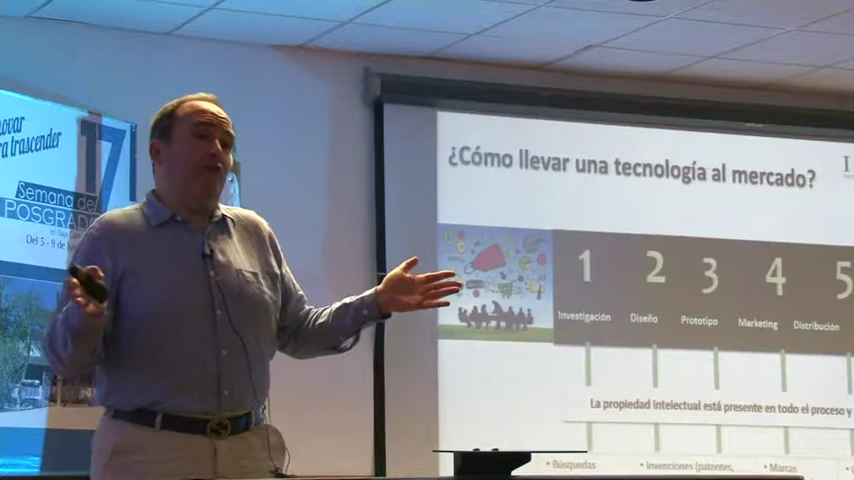 novar
ra trascender
17
Semana del
POSGRADO
Del 5 - 9 de
¿Cómo llevar una tecnología al mercado?
1 2 3 4 5
Investigación Diseño Prototipo Marketing Distribución
La propiedad intelectual está presente en todo el proceso y
• Búsquedas • Invenciones (patentes, • Marcas